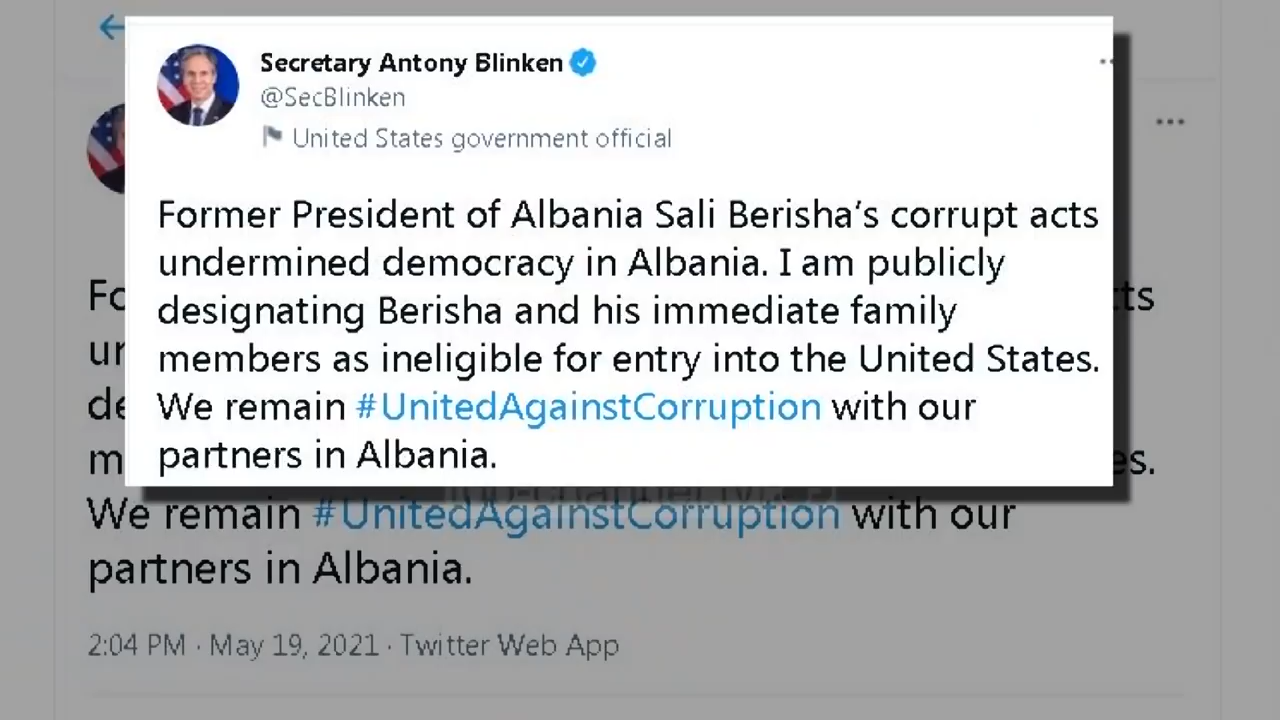 Secretary Antony Blinken
@SecBlinken
United States government official
Former President of Albania Sali Berisha's corrupt acts
undermined democracy in Albania. I am publicly
designating Berisha and his immediate family
members as ineligible for entry into the United States.
We remain #UnitedAgainstCorruption with our
partners in Albania.
We remain #UnitedAgainstCorruption with our
partners in Albania.
2:04 PM · May 19, 2021 · Twitter Web App